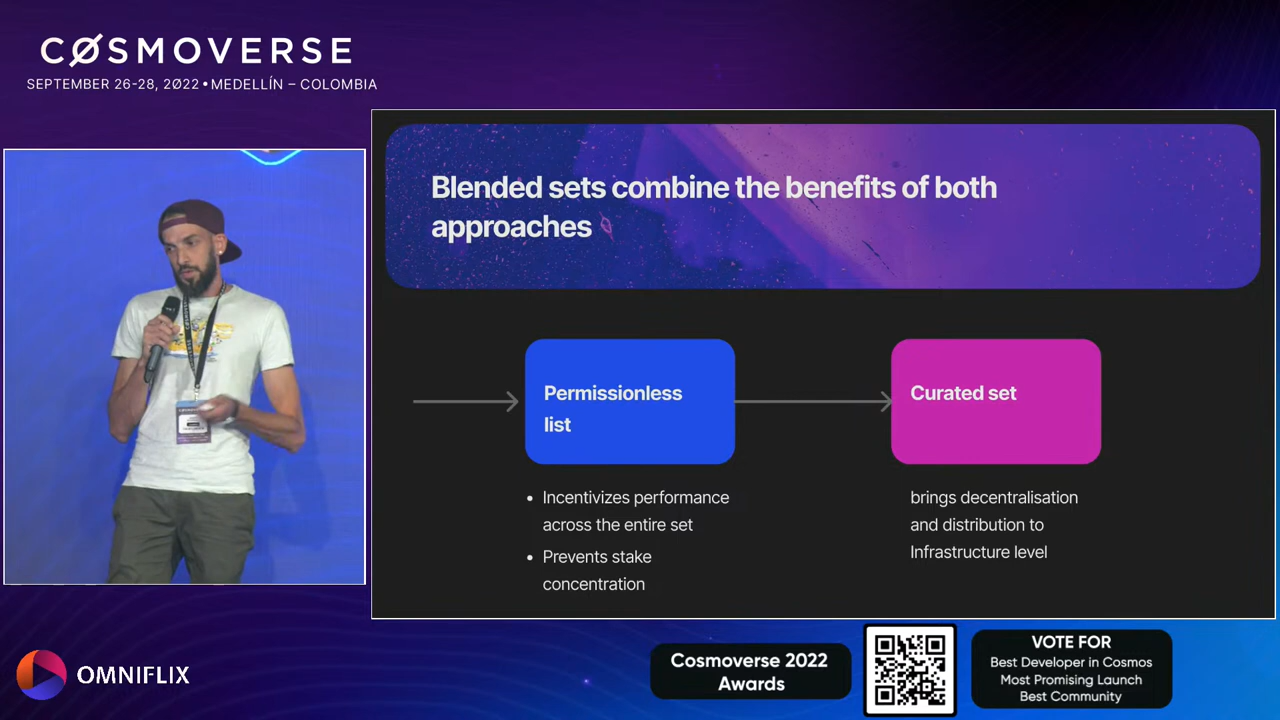 CØSMOVERSE
SEPTEMBER 26-28, 2Ø22 • MEDELLÍN – COLOMBIA
Blended sets combine the benefits of both
approaches
Permissionless
list
Curated set
• Incentivizes performance
across the entire set
• Prevents stake
concentration
brings decentralisation
and distribution to
Infrastructure level
OMNIFLIX
Cosmoverse 2022
Awards
VOTE FOR
Best Developer in Cosmos
Most Promising Launch
Best Community